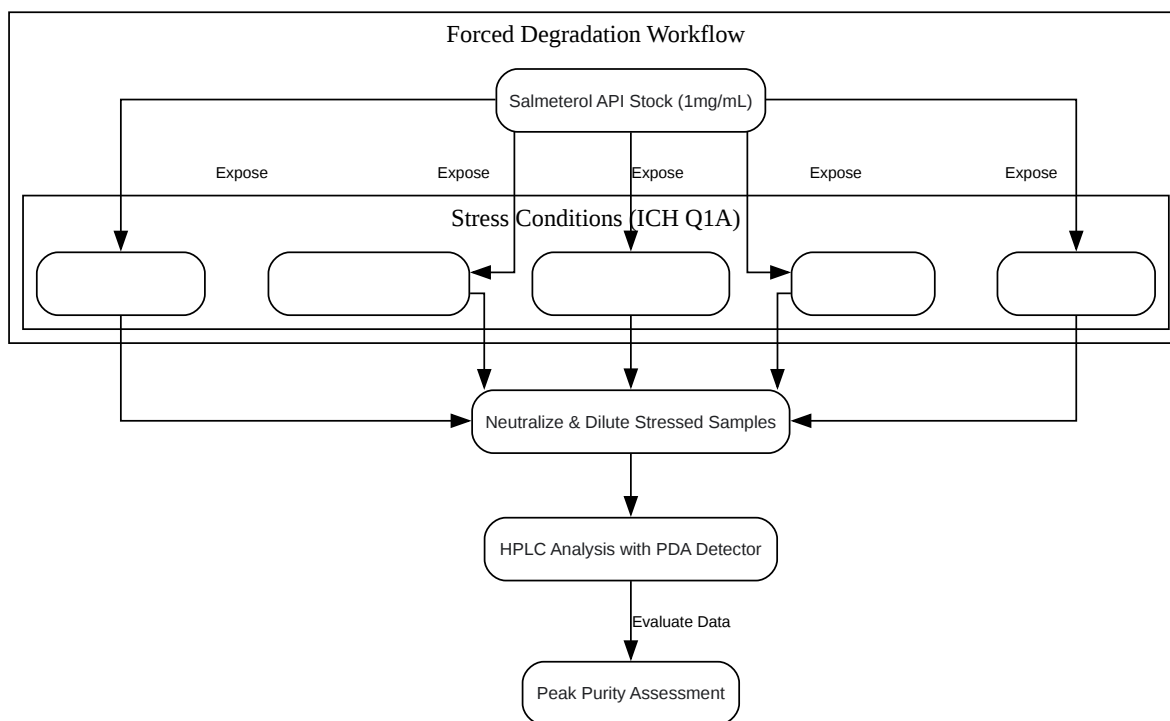 Forced Degradation Workflow
Salmeterol API Stock (1mg/mL)
Expose
Expose
Expose
Expose
Expose
Stress Conditions (ICH Q1A)
Neutralize & Dilute Stressed Samples
HPLC Analysis with PDA Detector
Evaluate Data
Peak Purity Assessment